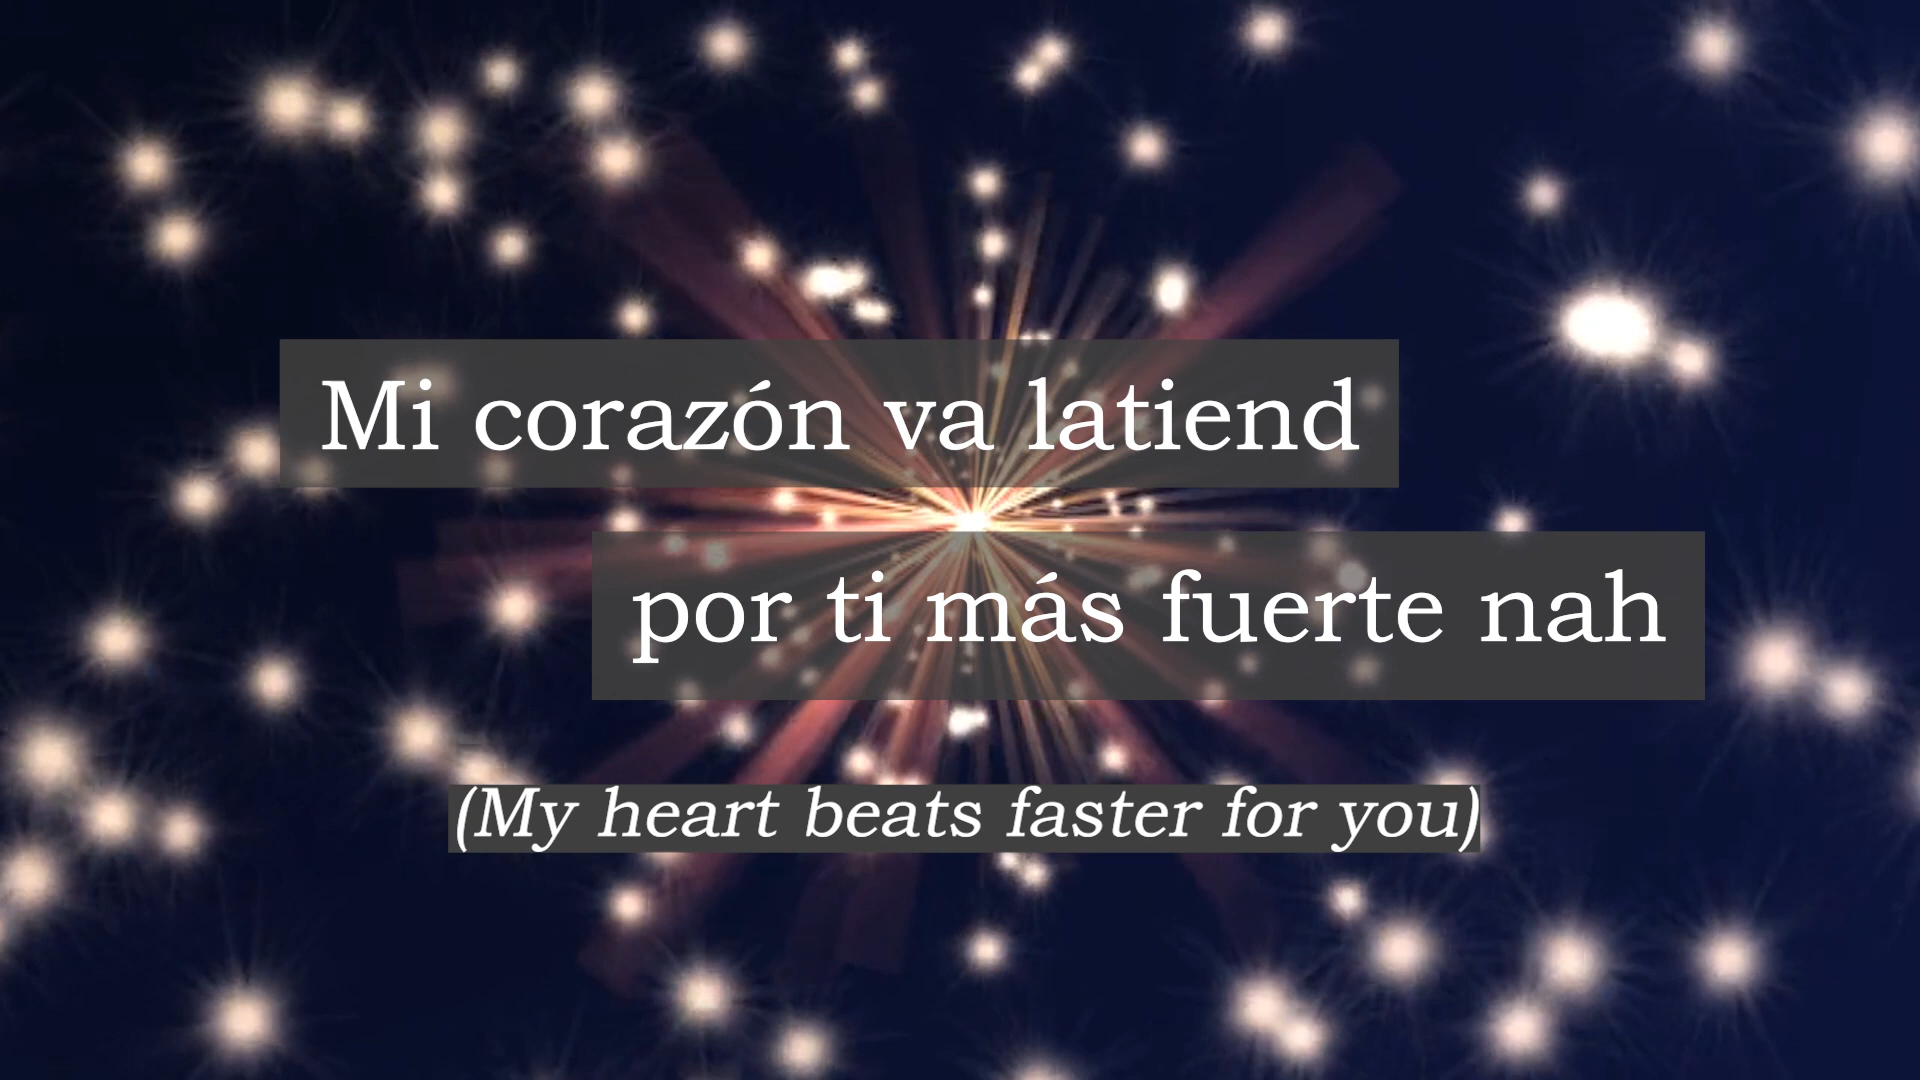 Mi corazón va latiend
por ti más fuerte nah
(My heart beats faster for you)